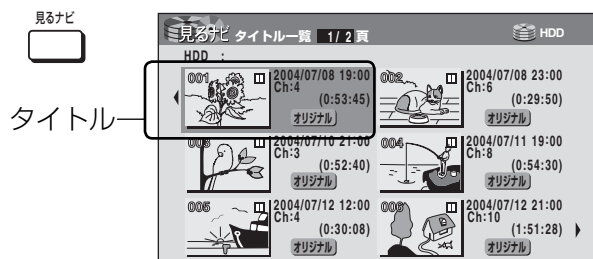 見るナビ
見るナビ タイトル一覧 1/2頁 HDD
HDD :
タイトル
001 2004/07/08 19:00
Ch:4
(0:53:45)
オリジナル
002 2004/07/08 23:00
Ch:6
(0:29:50)
オリジナル
003 2004/07/10 21:00
Ch:3
(0:52:40)
オリジナル
004 2004/07/11 19:00
Ch:8
(0:54:30)
オリジナル
005 2004/07/12 12:00
Ch:4
(0:30:08)
オリジナル
006 2004/07/12 21:00
Ch:10
(1:51:28)
オリジナル